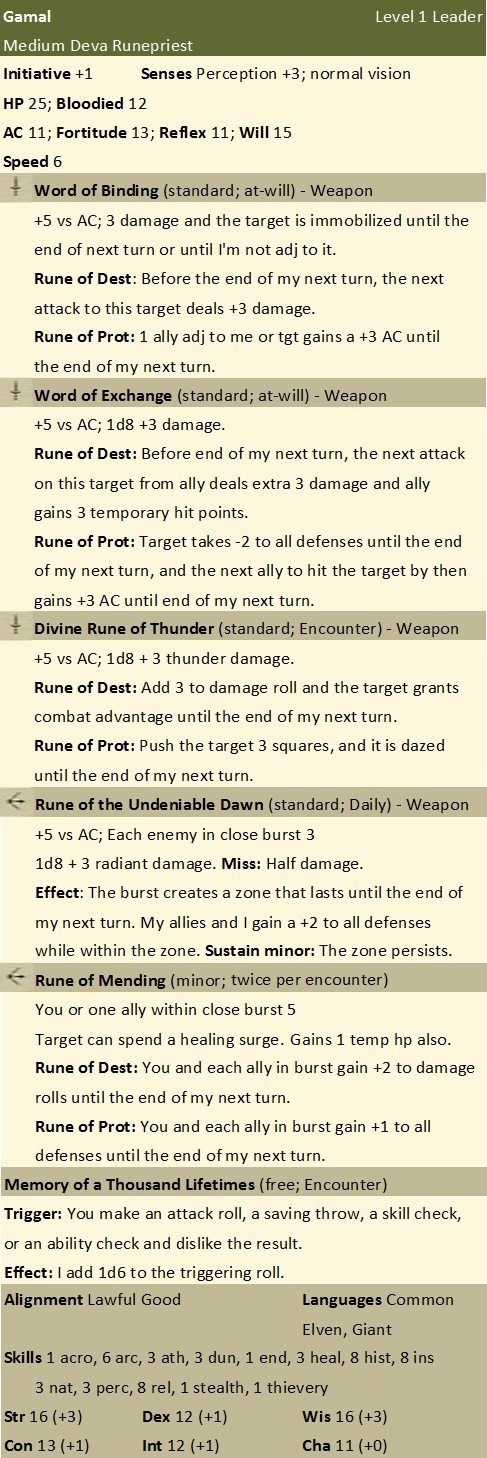 Gamal Level 1 Leader
Medium Deva Runepriest
Initiative +1 Senses Perception +3; normal vision
HP 25; Bloodied 12
AC 11; Fortitude 13; Reflex 11; Will 15
Speed 6
Word of Binding (standard; at-will) - Weapon
+5 vs AC; 3 damage and the target is immobilized until the
end of next turn or until I'm not adj to it.
Rune of Dest: Before the end of my next turn, the next
attack to this target deals +3 damage.
Rune of Prot: 1 ally adj to me or tgt gains a +3 AC until
the end of my next turn.
Word of Exchange (standard; at-will) - Weapon
+5 vs AC; 1d8 +3 damage.
Rune of Dest: Before end of my next turn, the next attack
on this target from ally deals extra 3 damage and ally
gains 3 temporary hit points.
Rune of Prot: Target takes -2 to all defenses until the end
of my next turn, and the next ally to hit the target by then
gains +3 AC until end of my next turn.
Divine Rune of Thunder (standard; Encounter) - Weapon
+5 vs AC; 1d8 + 3 thunder damage.
Rune of Dest: Add 3 to damage roll and the target grants
combat advantage until the end of my next turn.
Rune of Prot: Push the target 3 squares, and it is dazed
until the end of my next turn.
Rune of the Undeniable Dawn (standard; Daily) - Weapon
+5 vs AC; Each enemy in close burst 3
1d8 + 3 radiant damage. Miss: Half damage.
Effect: The burst creates a zone that lasts until the end of
my next turn. My allies and I gain a +2 to all defenses
while within the zone. Sustain minor: The zone persists.
Rune of Mending (minor; twice per encounter)
You or one ally within close burst 5
Target can spend a healing surge. Gains 1 temp hp also.
Rune of Dest: You and each ally in burst gain +2 to damage
rolls until the end of my next turn.
Rune of Prot: You and each ally in burst gain +1 to all
defenses until the end of my next turn.
Memory of a Thousand Lifetimes (free; Encounter)
Trigger: You make an attack roll, a saving throw, a skill check,
or an ability check and dislike the result.
Effect: I add 1d6 to the triggering roll.
Alignment Lawful Good Languages Common
Elven, Giant
Skills 1 acro, 6 arc, 3 ath, 3 dun, 1 end, 3 heal, 8 hist, 8 ins
3 nat, 3 perc, 8 rel, 1 stealth, 1 thievery
Str 16 (+3) Dex 12 (+1) Wis 16 (+3)
Con 13 (+1) Int 12 (+1) Cha 11 (+0)